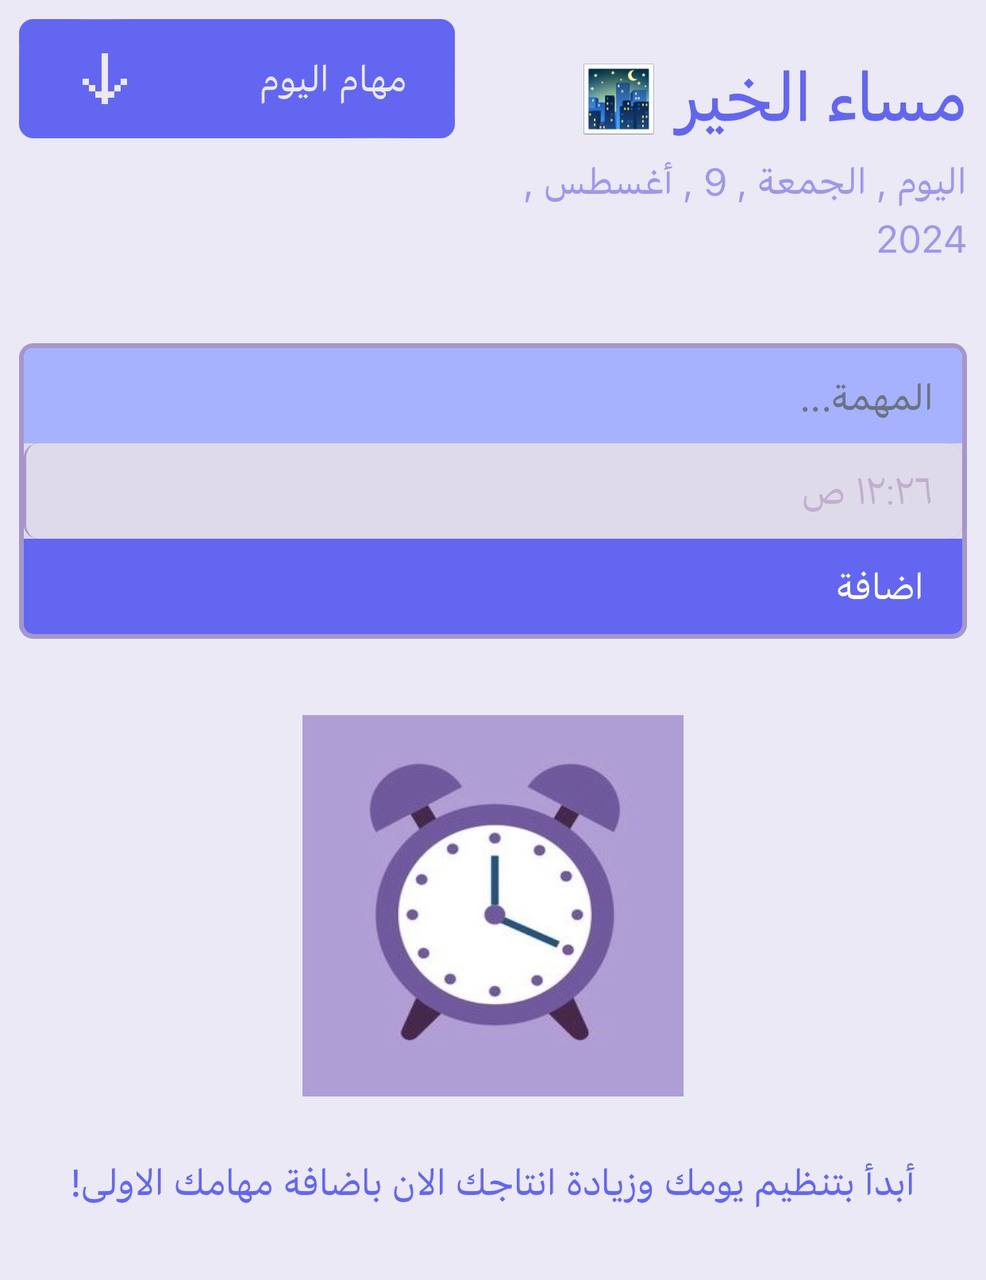 مساء الخير
مهام اليوم
اليوم , الجمعة , 9 , أغسطس ,
2024
المهمة...
١٢:٢٦ ص
اضافة
أبدأ بتنظيم يومك وزيادة انتاجك الان باضافة مهامك الاولى!